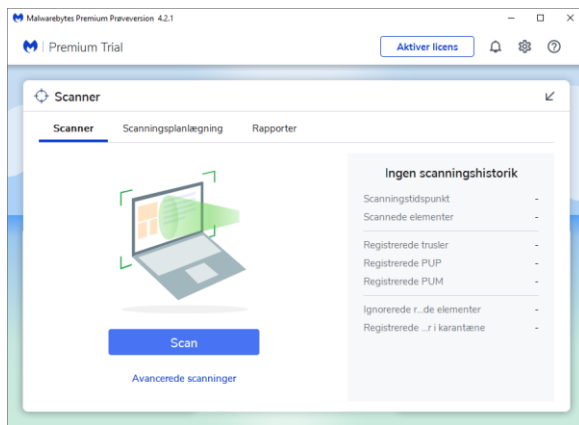 Malwarebytes Premium Prøveversion 4.2.1
Premium Trial
Aktiver licens
Scanner
Scanner Scanningsplanlægning Rapporter
Ingen scanningshistorik
Scanningstidspunkt -
Scannede elementer -
Registrerede trusler -
Registrerede PUP -
Registrerede PUM -
Ignorerede r...de elementer -
Registrerede ...r i karantæne -
Scan
Avancerede scanninger